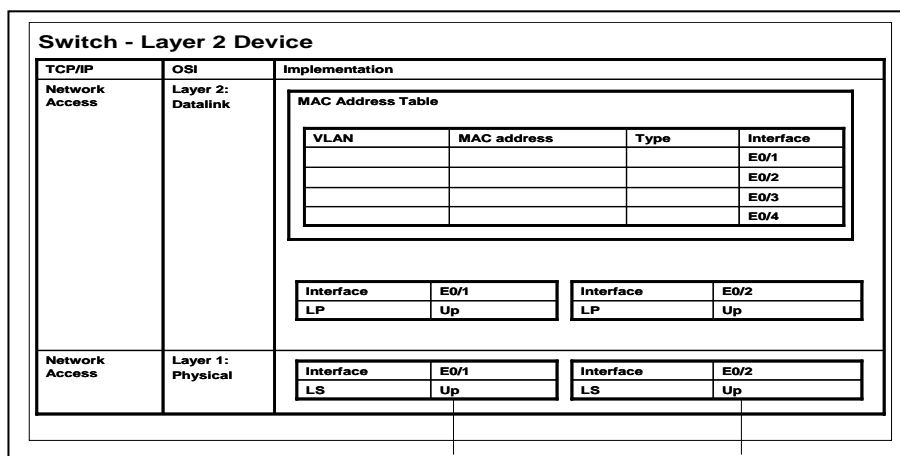 Switch - Layer 2 Device
TCP/IP OSI Implementation
Network Access Layer 2: Datalink
MAC Address Table
VLAN MAC address Type Interface
E0/1
E0/2
E0/3
E0/4
Interface E0/1 Interface E0/2
LP Up LP Up
Network Access Layer 1: Physical
Interface E0/1 Interface E0/2
LS Up LS Up